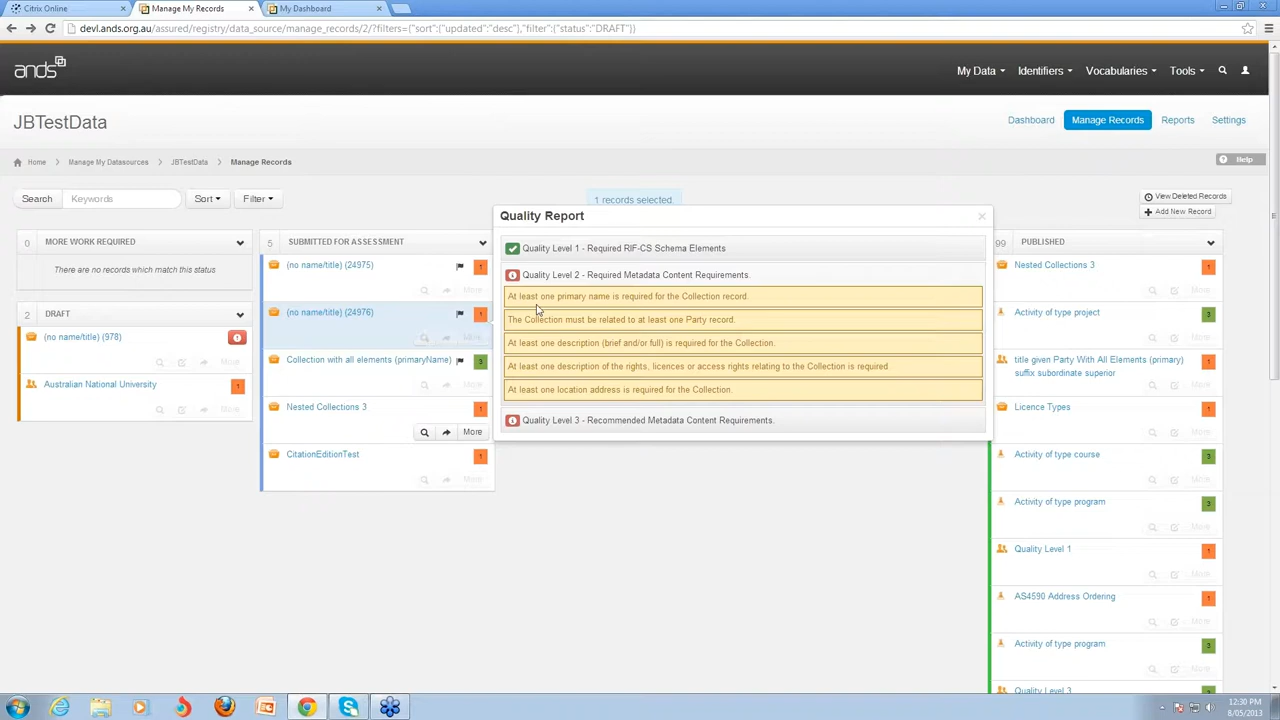 Citrix Online
Manage My Records
My Dashboard
devl.ands.org.au/assured/registry/data_source/manage_records/2/?filters={"sort":{"updated":"desc"},"filter":{"status":"DRAFT"}}
ands
My Data
Identifiers
Vocabularies
Tools
JBTestData
Dashboard
Manage Records
Reports
Settings
Home
Manage My Datasources
JBTestData
Manage Records
Help
Search
Keywords
Sort
Filter
1 records selected.
View Deleted Records
Add New Record
0 MORE WORK REQUIRED
There are no records which match this status
2 DRAFT
(no name/title) (978)
More
Australian National University
1
More
5 SUBMITTED FOR ASSESSMENT
(no name/title) (24975)
1
More
(no name/title) (24976)
1
More
Collection with all elements (primaryName)
3
More
Nested Collections 3
1
More
CitationEditionTest
1
More
Quality Report
×
Quality Level 1 - Required RIF-CS Schema Elements
Quality Level 2 - Required Metadata Content Requirements.
At least one primary name is required for the Collection record.
The Collection must be related to at least one Party record.
At least one description (brief and/or full) is required for the Collection.
At least one description of the rights, licences or access rights relating to the Collection is required.
At least one location address is required for the Collection.
Quality Level 3 - Recommended Metadata Content Requirements.
99 PUBLISHED
Nested Collections 3
1
More
Activity of type project
1
More
title given Party With All Elements (primary)
suffix subordinate superior
3
More
Licence Types
1
More
Activity of type course
3
More
Activity of type program
3
More
Quality Level 1
1
More
AS4590 Address Ordering
1
More
Activity of type program
3
More
Quality Level 3
3
12:30 PM
8/05/2013